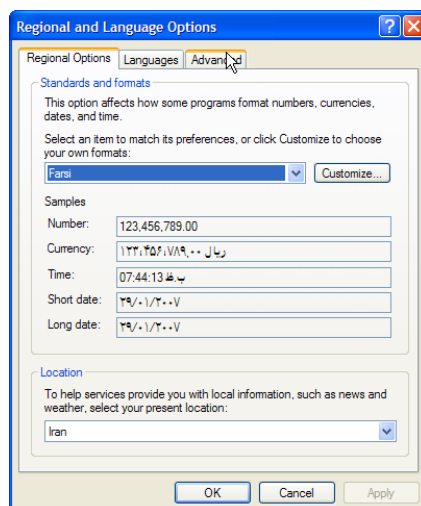 Regional and Language Options
Regional Options Languages Advanced
Standards and formats
This option affects how some programs format numbers, currencies,
dates, and time.
Select an item to match its preferences, or click Customize to choose
your own formats:
Farsi Customize...
Samples
Number: 123,456,789.00
Currency: ریال ۱۲۳،۴۵۶،۷۸۹٫۰۰
Time: 07:44:13 ب.ظ
Short date: ۲۹/۰۱/۲۰۰۷
Long date: ۲۹/۰۱/۲۰۰۷
Location
To help services provide you with local information, such as news and
weather, select your present location:
Iran
OK Cancel Apply